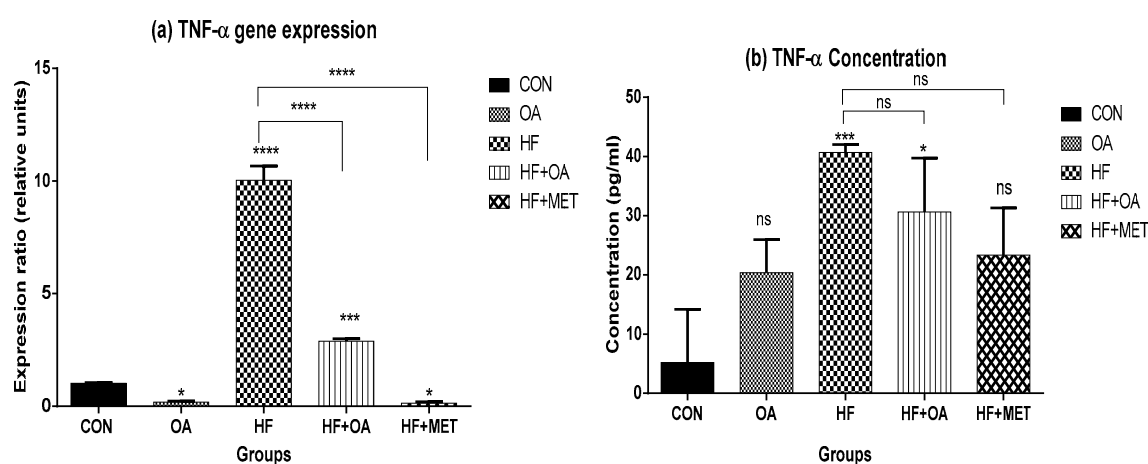 (a) TNF-α gene expression
Expression ratio (relative units)
15
10
5
0
****
****
****
***
*
*
CON
OA
HF
HF+OA
HF+MET
Groups
CON
OA
HF
HF+OA
HF+MET
(b) TNF-α Concentration
Concentration (pg/ml)
50
40
30
20
10
0
ns
ns
***
*
ns
ns
CON
OA
HF
HF+OA
HF+MET
Groups
CON
OA
HF
HF+OA
HF+MET